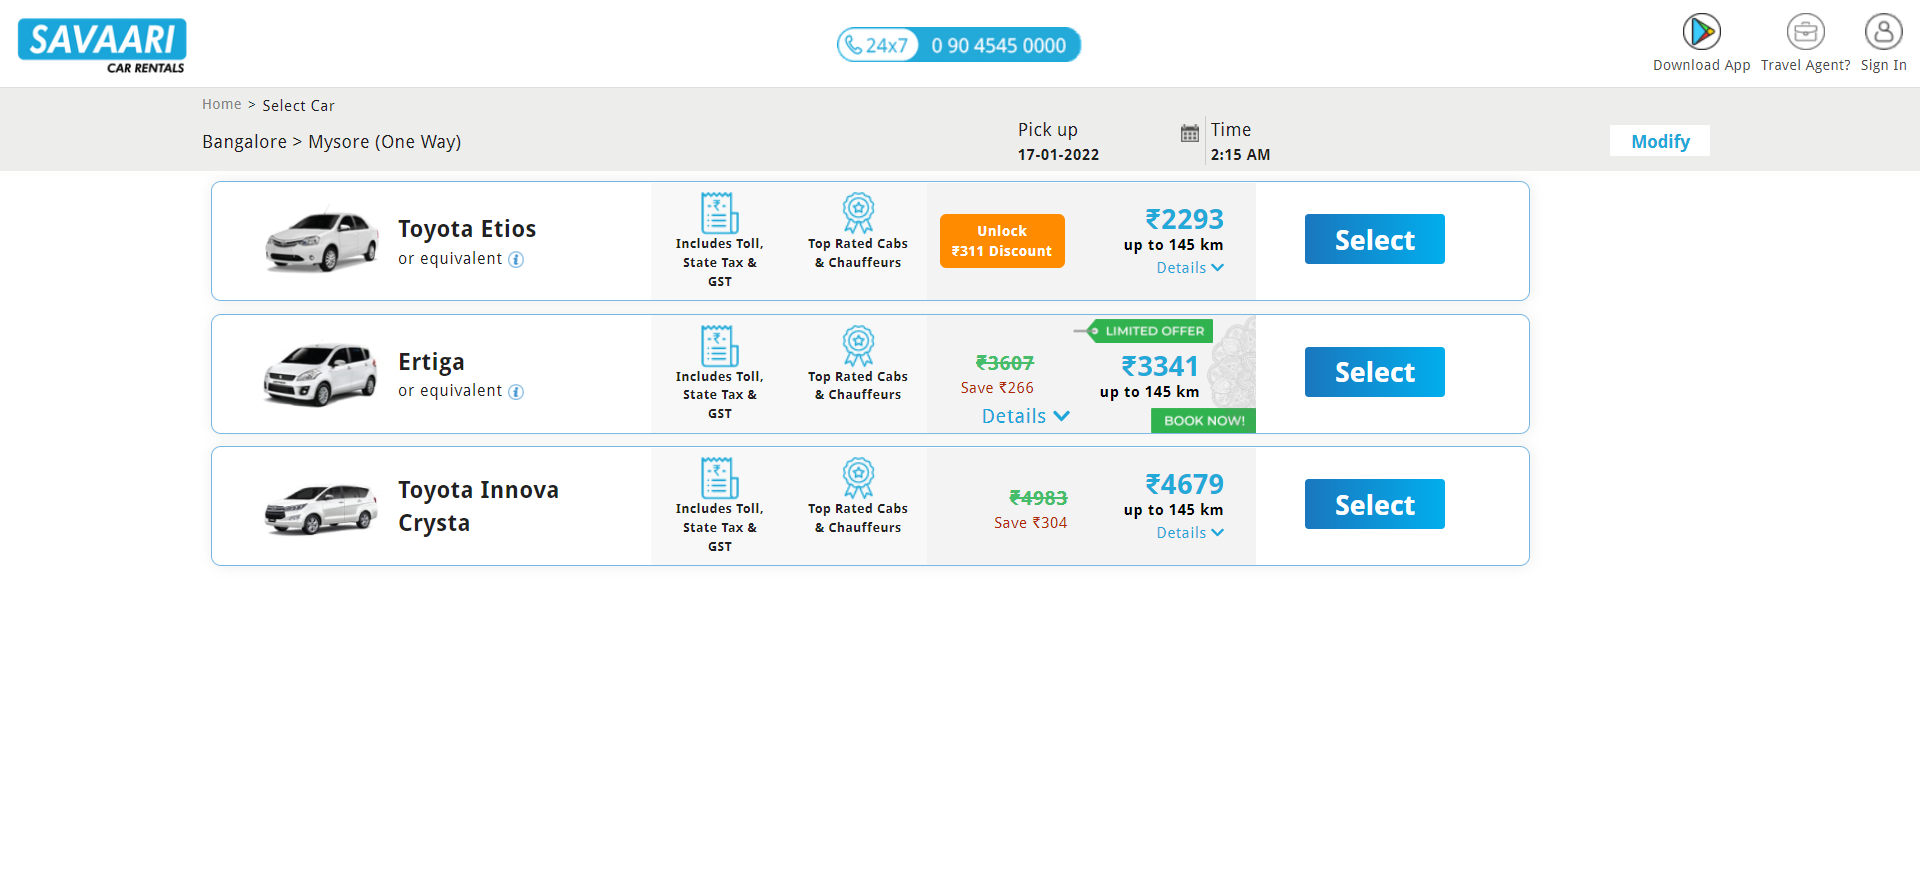 SAVAARI
CAR RENTALS
24x7 0 90 4545 0000
Download App Travel Agent? Sign In
Home > Select Car
Bangalore > Mysore (One Way)
Pick up
17-01-2022
Time
2:15 AM
Modify
Toyota Etios
or equivalent
Includes Toll,
State Tax &
GST
Top Rated Cabs
& Chauffeurs
Unlock
₹311 Discount
₹2293
up to 145 km
Details
Select
Ertiga
or equivalent
Includes Toll,
State Tax &
GST
Top Rated Cabs
& Chauffeurs
₹3607
Save ₹266
Details
LIMITED OFFER
₹3341
up to 145 km
BOOK NOW!
Select
Toyota Innova
Crysta
Includes Toll,
State Tax &
GST
Top Rated Cabs
& Chauffeurs
₹4983
Save ₹304
₹4679
up to 145 km
Details
Select